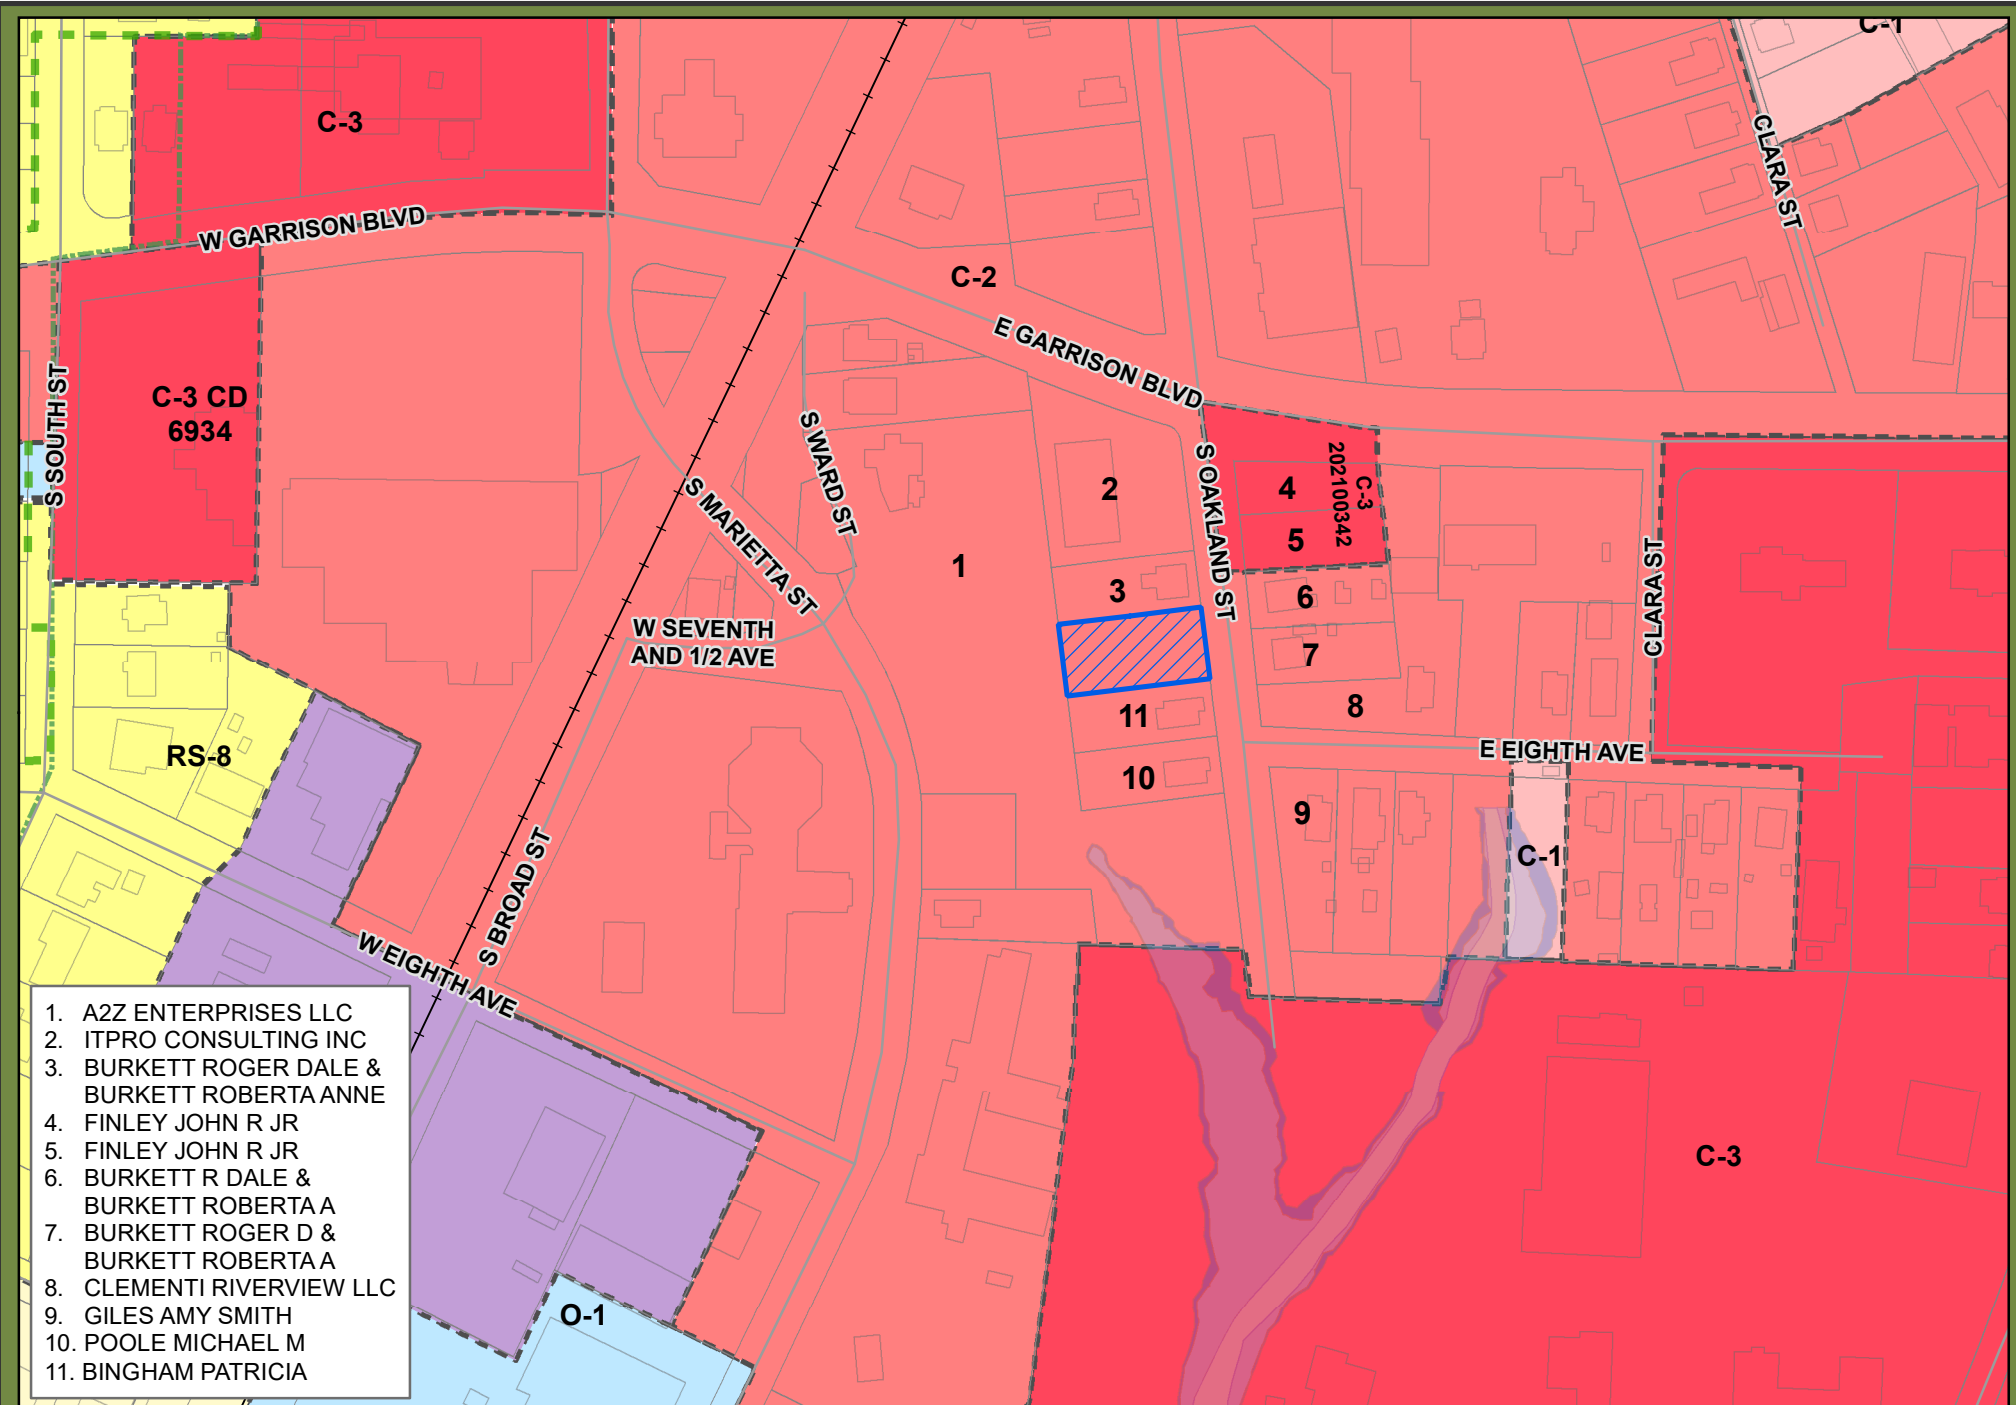 C-1
C-3
CLARA ST
W GARRISON BLVD
C-2
E GARRISON BLVD
C-3 CD
6934
S SOUTH ST
S WARD ST
S MARIETTA ST
S OAKLAND ST
2
4
5
C-3
202100342
1
3
6
CLARA ST
W SEVENTH
AND 1/2 AVE
7
8
11
10
E EIGHTH AVE
RS-8
9
C-1
S BROAD ST
W EIGHTH AVE
C-3
O-1
1. A2Z ENTERPRISES LLC
2. ITPRO CONSULTING INC
3. BURKETT ROGER DALE &
BURKETT ROBERTA ANNE
4. FINLEY JOHN R JR
5. FINLEY JOHN R JR
6. BURKETT R DALE &
BURKETT ROBERTA A
7. BURKETT ROGER D &
BURKETT ROBERTA A
8. CLEMENTI RIVERVIEW LLC
9. GILES AMY SMITH
10. POOLE MICHAEL M
11. BINGHAM PATRICIA